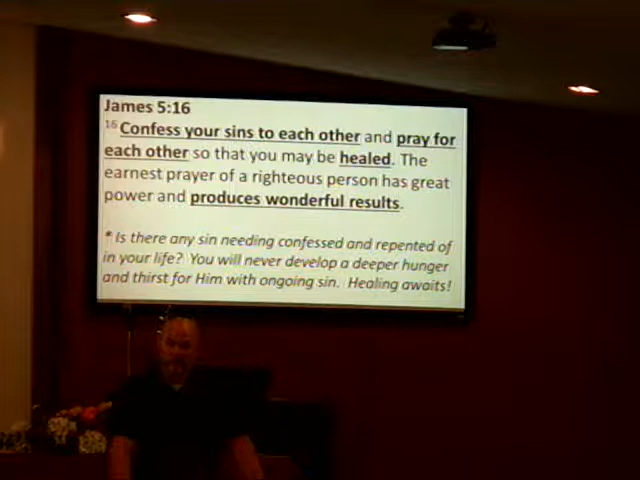 James 5:16
16 Confess your sins to each other and pray for
each other so that you may be healed. The
earnest prayer of a righteous person has great
power and produces wonderful results.
* Is there any sin needing confessed and repented of
in your life? You will never develop a deeper hunger
and thirst for Him with ongoing sin. Healing awaits!